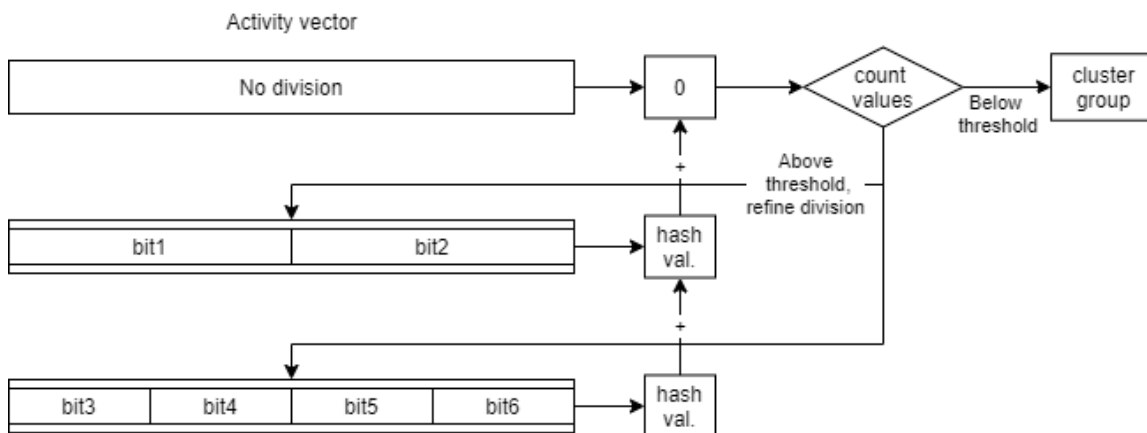 Activity vector
No division
0
count
values
Below
threshold
cluster
group
+
Above
threshold,
refine division
bit1
bit2
hash
val.
+
bit3
bit4
bit5
bit6
hash
val.